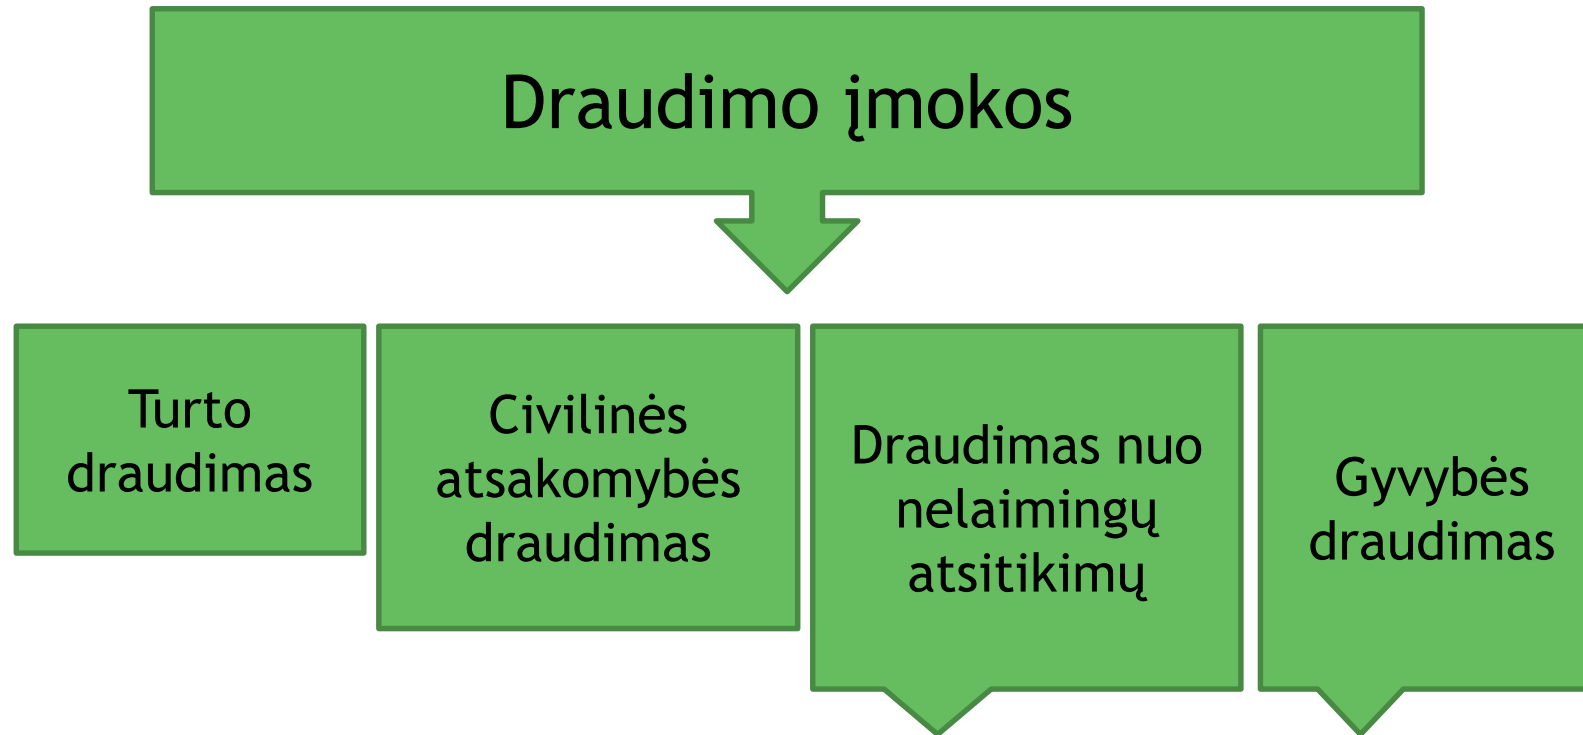 Draudimo įmokos
Turto
draudimas
Civilinės
atsakomybės
draudimas
Draudimas nuo
nelaimingų
atsitikimų
Gyvybės
draudimas